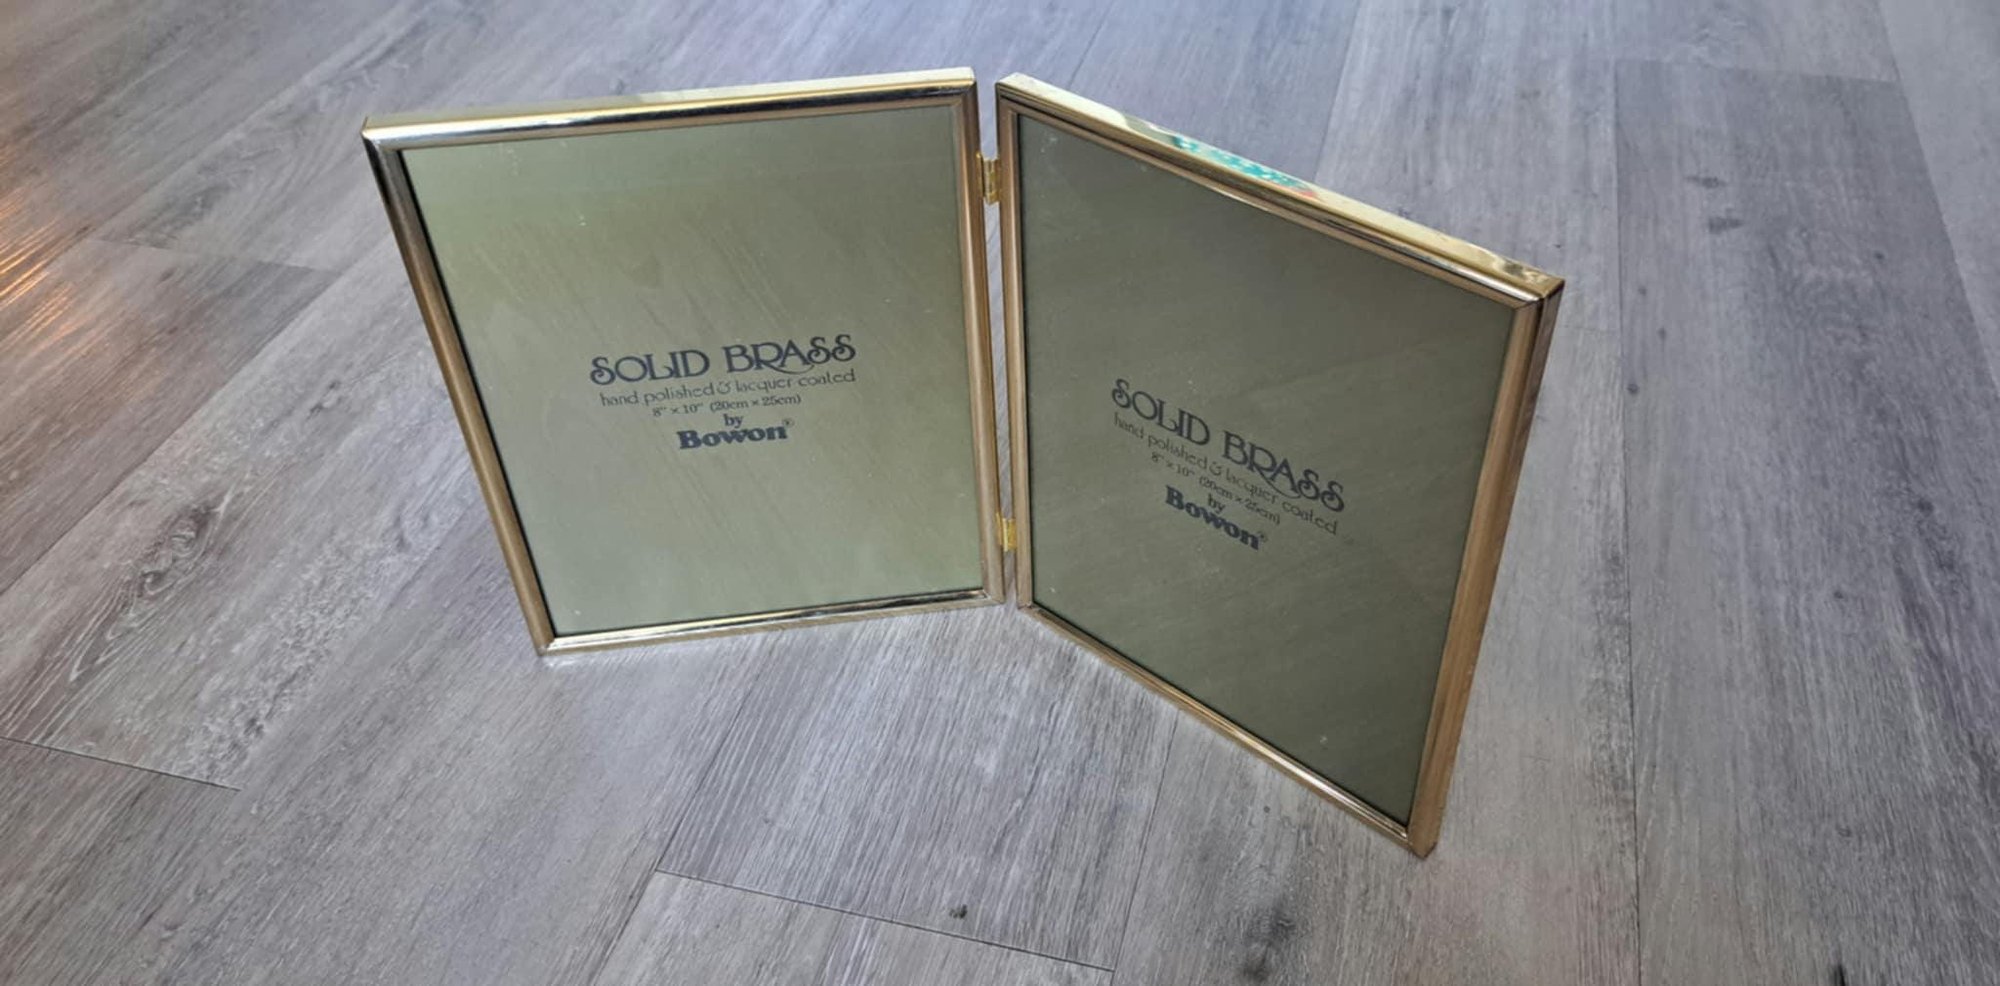 SOLID BRASS
hand polished & lacquer coated
8" × 10" (20cm × 25cm)
by
Bowon®
SOLID BRASS
hand polished & lacquer coated
8" × 10" (20cm × 25cm)
by
Bowon®